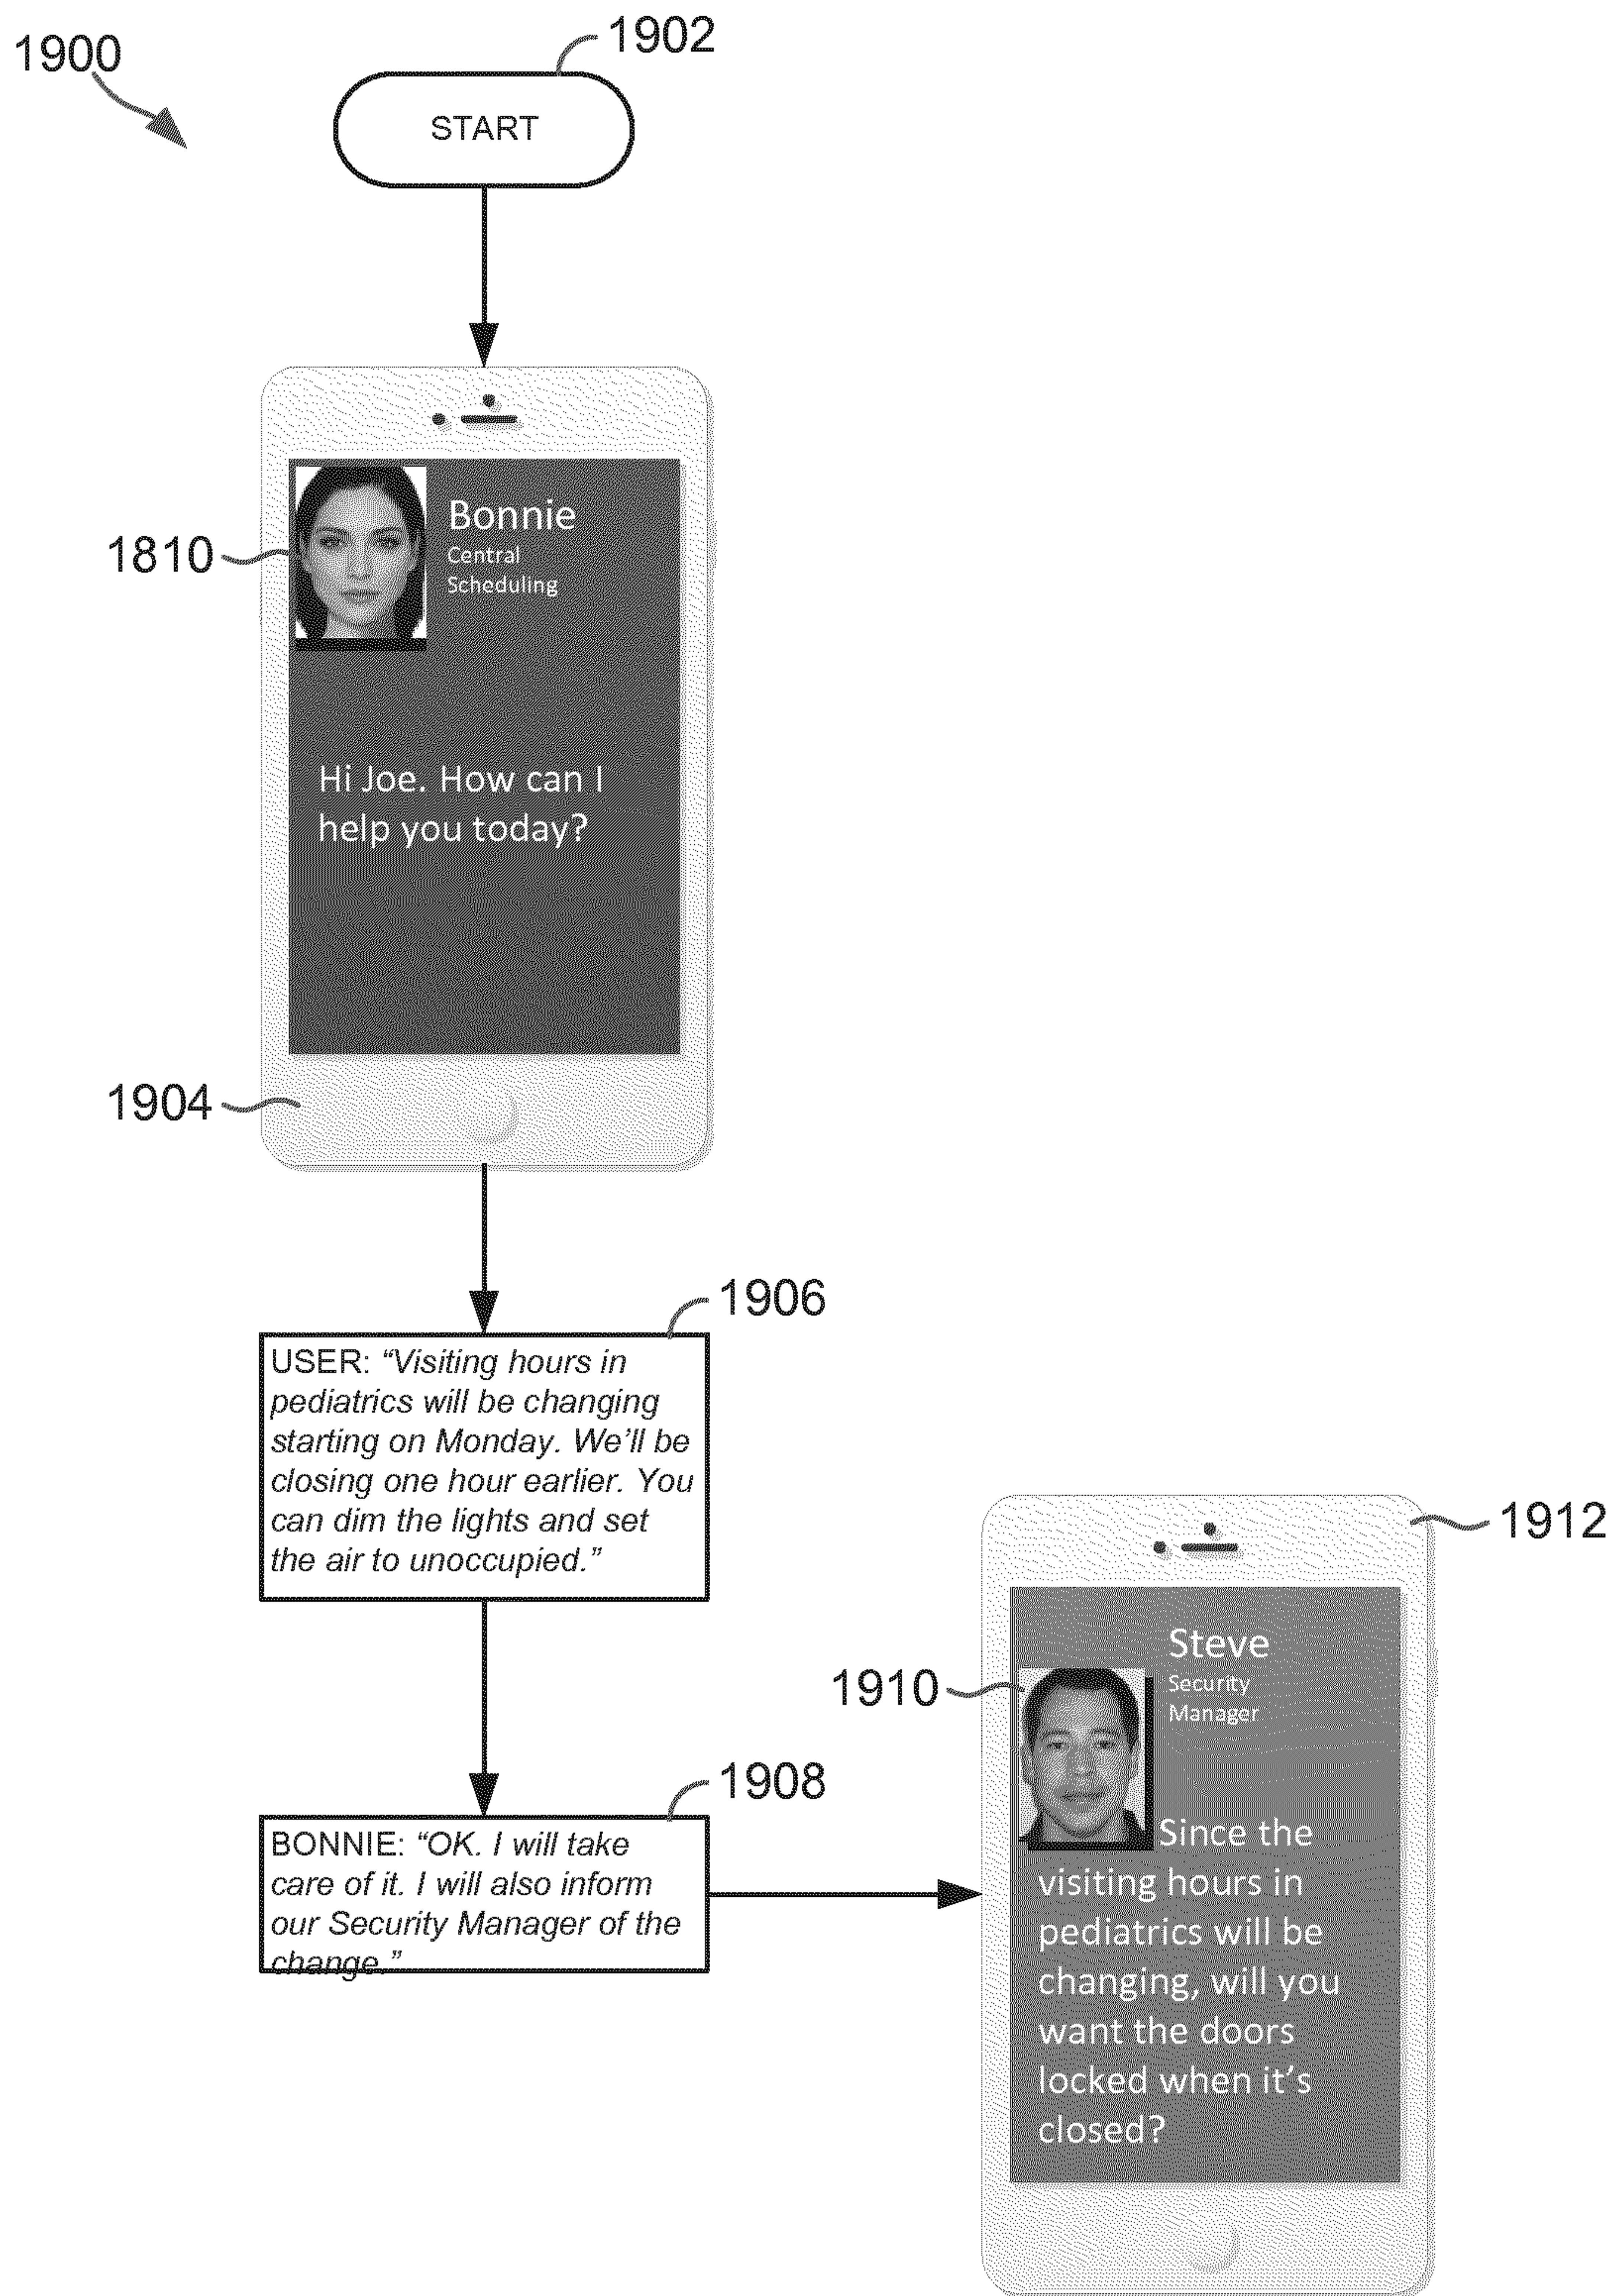 1900
1902
START
1810
Bonnie
Central
Scheduling
Hi Joe. How can I
help you today?
1904
1906
USER: “Visiting hours in
pediatrics will be changing
starting on Monday. We’ll be
closing one hour earlier. You
can dim the lights and set
the air to unoccupied.”
1908
BONNIE: “OK. I will take
care of it. I will also inform
our Security Manager of the
change.”
1912
1910
Steve
Security
Manager
Since the
visiting hours in
pediatrics will be
changing, will you
want the doors
locked when it’s
closed?